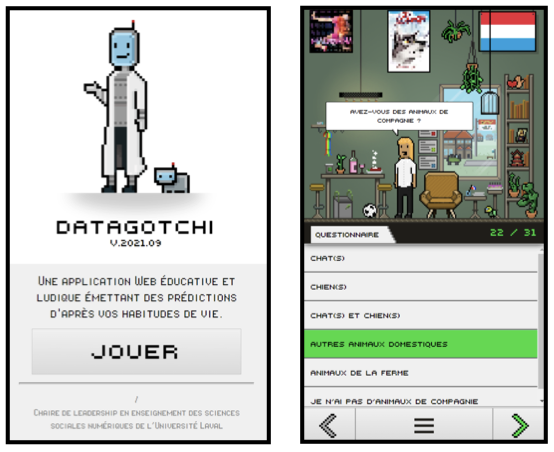 DATAGOTCHI
V.2021.09
UNE APPLICATION WEB ÉDUCATIVE ET
LUDIQUE ÉMETTANT DES PRÉDICTIONS
D'APRÈS VOS HABITUDES DE VIE.
JOUER
/
CHAIRE DE LEADERSHIP EN ENSEIGNEMENT DES SCIENCES
SOCIALES NUMÉRIQUES DE L'UNIVERSITÉ LAVAL
AVEZ-VOUS DES ANIMAUX DE
COMPAGNIE ?
QUESTIONNAIRE
22 / 31
CHAT(S)
CHIEN(S)
CHAT(S) ET CHIEN(S)
AUTRES ANIMAUX DOMESTIQUES
ANIMAUX DE LA FERME
JE N'AI PAS D'ANIMAUX DE COMPAGNIE